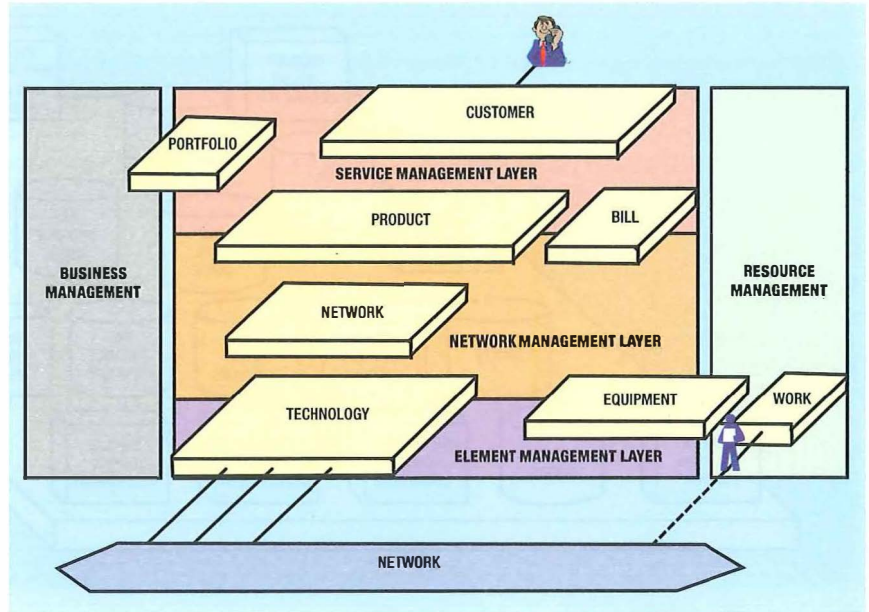 CUSTOMER
PORTFOLIO
SERVICE MANAGEMENT LAYER
PRODUCT
BILL
BUSINESS
MANAGEMENT
RESOURCE
MANAGEMENT
NETWORK
NETWORK MANAGEMENT LAYER
TECHNOLOGY
EQUIPMENT
WORK
ELEMENT MANAGEMENT LAYER
NETWORK